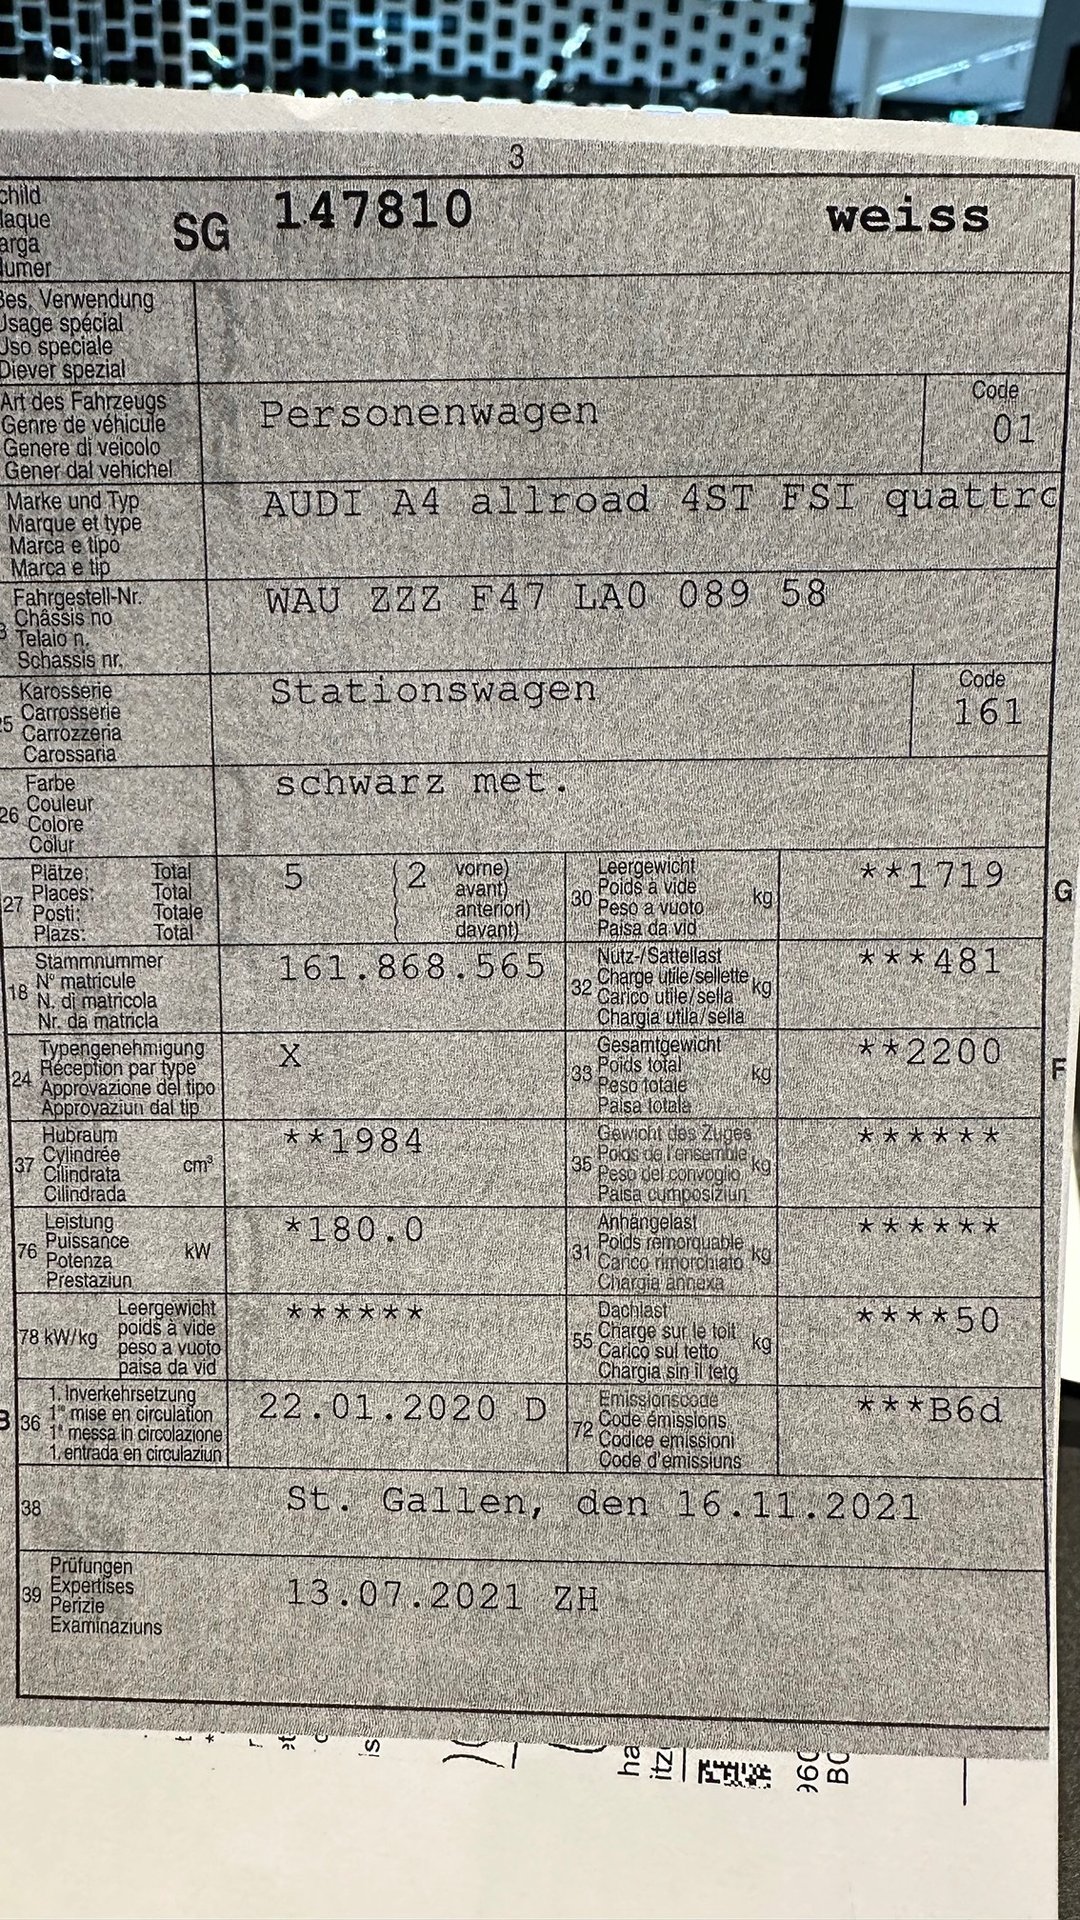 3
child
laque
arga
lumer
SG 147810 weiss
Bes. Verwendung
Usage spécial
Uso speciale
Diever spezial
Art des Fahrzeugs
Genre de véhicule
Genere di veicolo
Gener dal vehichel
Personenwagen
Code
01
Marke und Typ
Marque et type
Marca e tipo
Marca e tip
AUDI A4 allroad 4ST FSI quattro
Fahrgestell-Nr.
Châssis no
3 Telaio n.
Schassis nr.
WAU ZZZ F47 LA0 089 58
Karosserie
25 Carrosserie
Carrozzeria
Carossaria
Stationswagen
Code
161
Farbe
Couleur
26 Colore
Colur
schwarz met.
27
Plätze: Total
Places: Total
Posti: Totale
Plazs: Total
5 ( 2 vorne)
avant)
( anteriori)
( davant)
30
Leergewicht
Poids à vide kg
Peso a vuoto
Paisa da vid
**1719
G
18
Stammnummer
N° matricule
N. di matricola
Nr. da matricla
161.868.565
32
Nutz-/Sattellast
Charge utile/sellette kg
Carico utile/sella
Chargia utila/sella
***481
24
Typengenehmigung
Réception par type
Approvazione del tipo
Approvaziun dal tip
X
33
Gesamtgewicht
Poids total kg
Peso totale
Paisa totala
**2200
F
37
Hubraum
Cylindrée cm³
Cilindrata
Cilindrada
**1984
35
Gewicht des Zuges
Poids de l'ensemble kg
Peso del convoglio
Paisa cumposiziun
******
76
Leistung
Puissance kW
Potenza
Prestaziun
*180.0
31
Anhängelast
Poids remorquable kg
Carico rimorchiato
Chargia annexa
******
78 kW/kg
Leergewicht
poids à vide
peso a vuoto
paisa da vid
******
55
Dachlast
Charge sur le toit kg
Carico sul tetto
Chargia sin il tetg
****50
B 36
1. Inverkehrsetzung
1re mise en circulation
1a messa in circolazione
1. entrada en circulaziun
22.01.2020 D
72
Emissionscode
Code émissions
Codice emissioni
Code d'emissiuns
***B6d
38
St. Gallen, den 16.11.2021
39
Prüfungen
Expertises
Perizie
Examinaziuns
13.07.2021 ZH